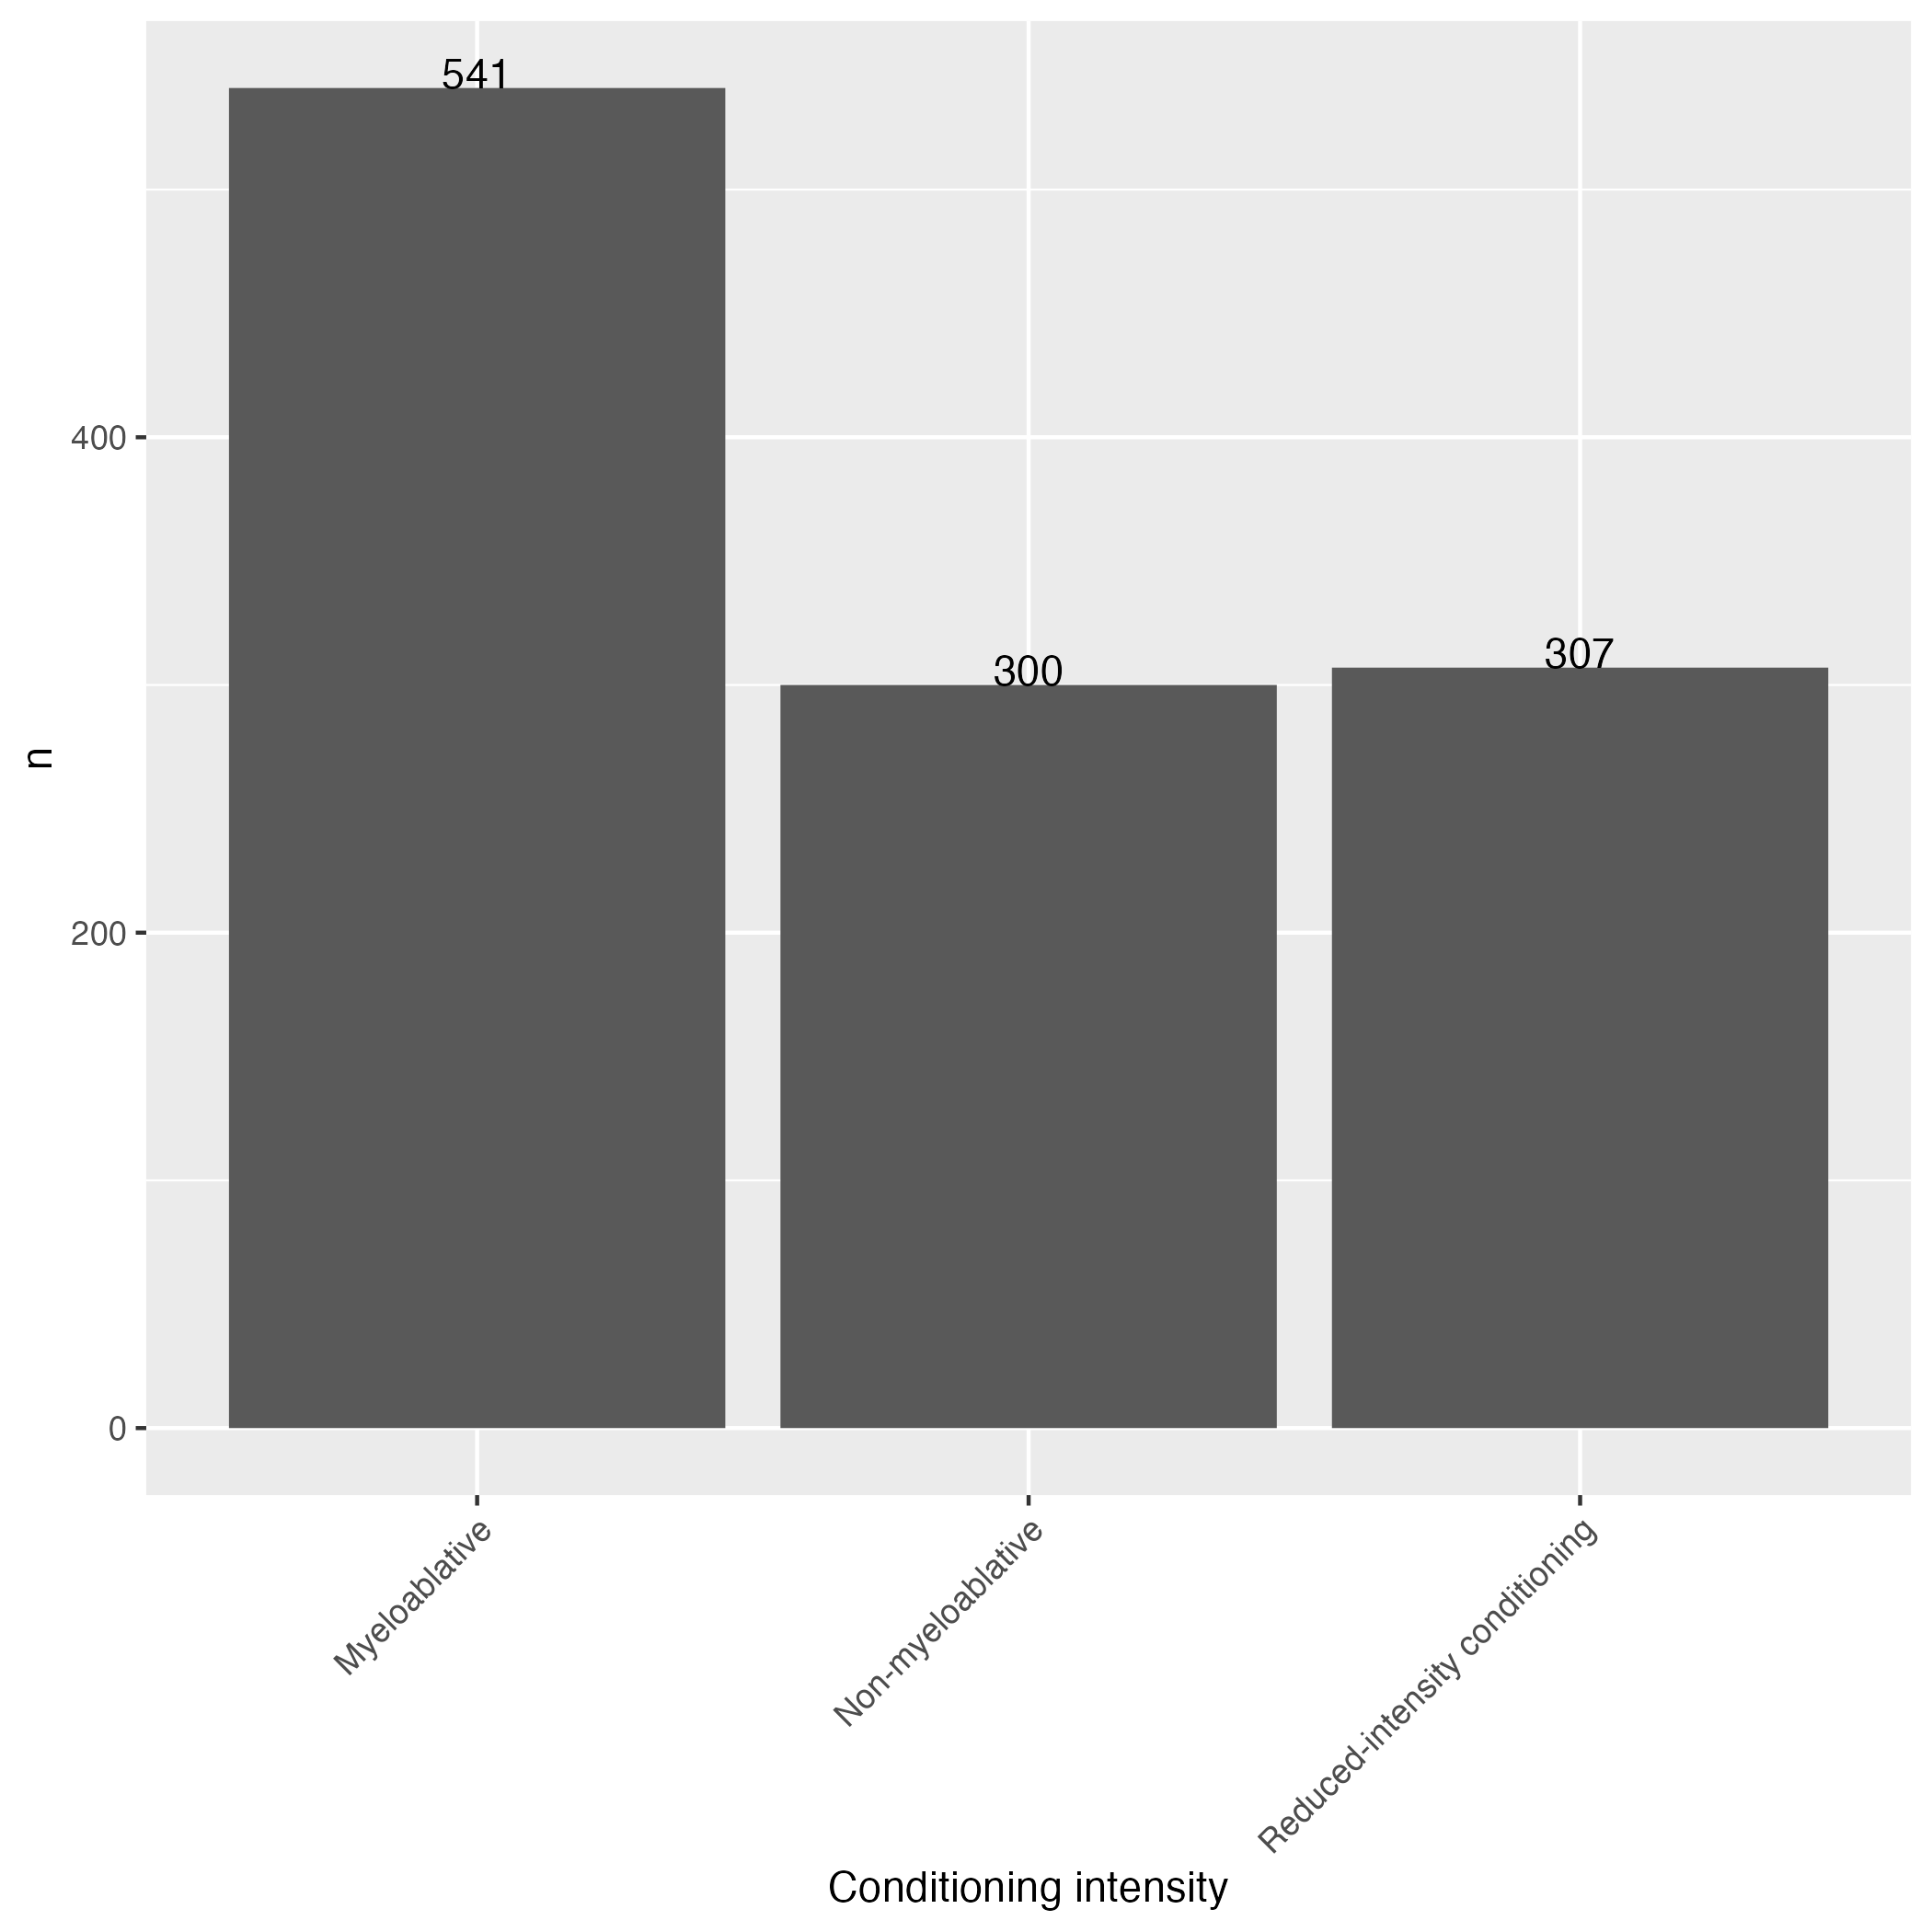 541
300
307
400
200
0
n
Myeloablative
Non-myeloablative
Reduced-intensity conditioning
Conditioning intensity